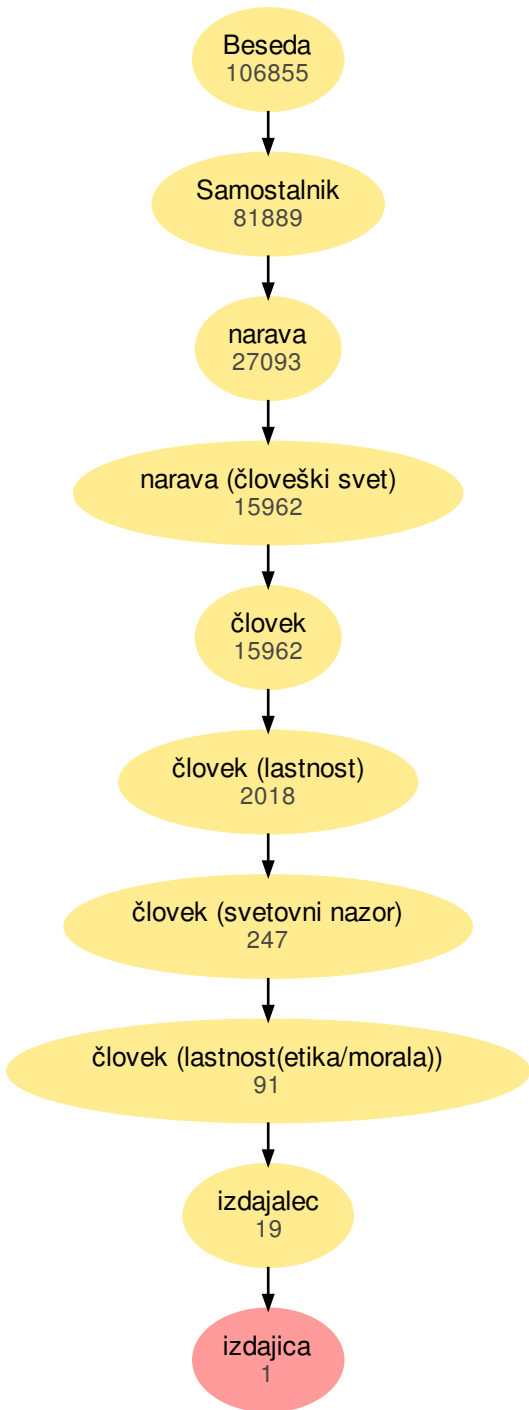 Beseda
106855
Samostalnik
81889
narava
27093
narava (človeški svet)
15962
človek
15962
človek (lastnost)
2018
človek (svetovni nazor)
247
človek (lastnost(etika/morala))
91
izdajalec
19
izdajica
1